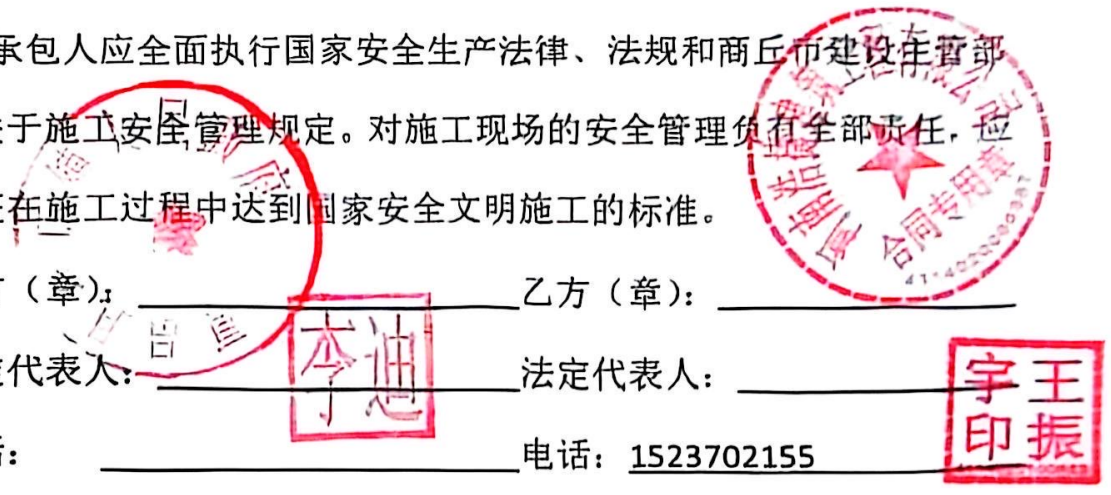 承包人应全面执行国家安全生产法律、法规和商丘市建设主管部
关于施工安全管理规定。对施工现场的安全管理负有全部责任，应
在施工过程中达到国家安全文明施工的标准。
（章）： 乙方（章）：
代表人： 法定代表人：
电话：1523702155
李迪
王振宇印
合同专用章